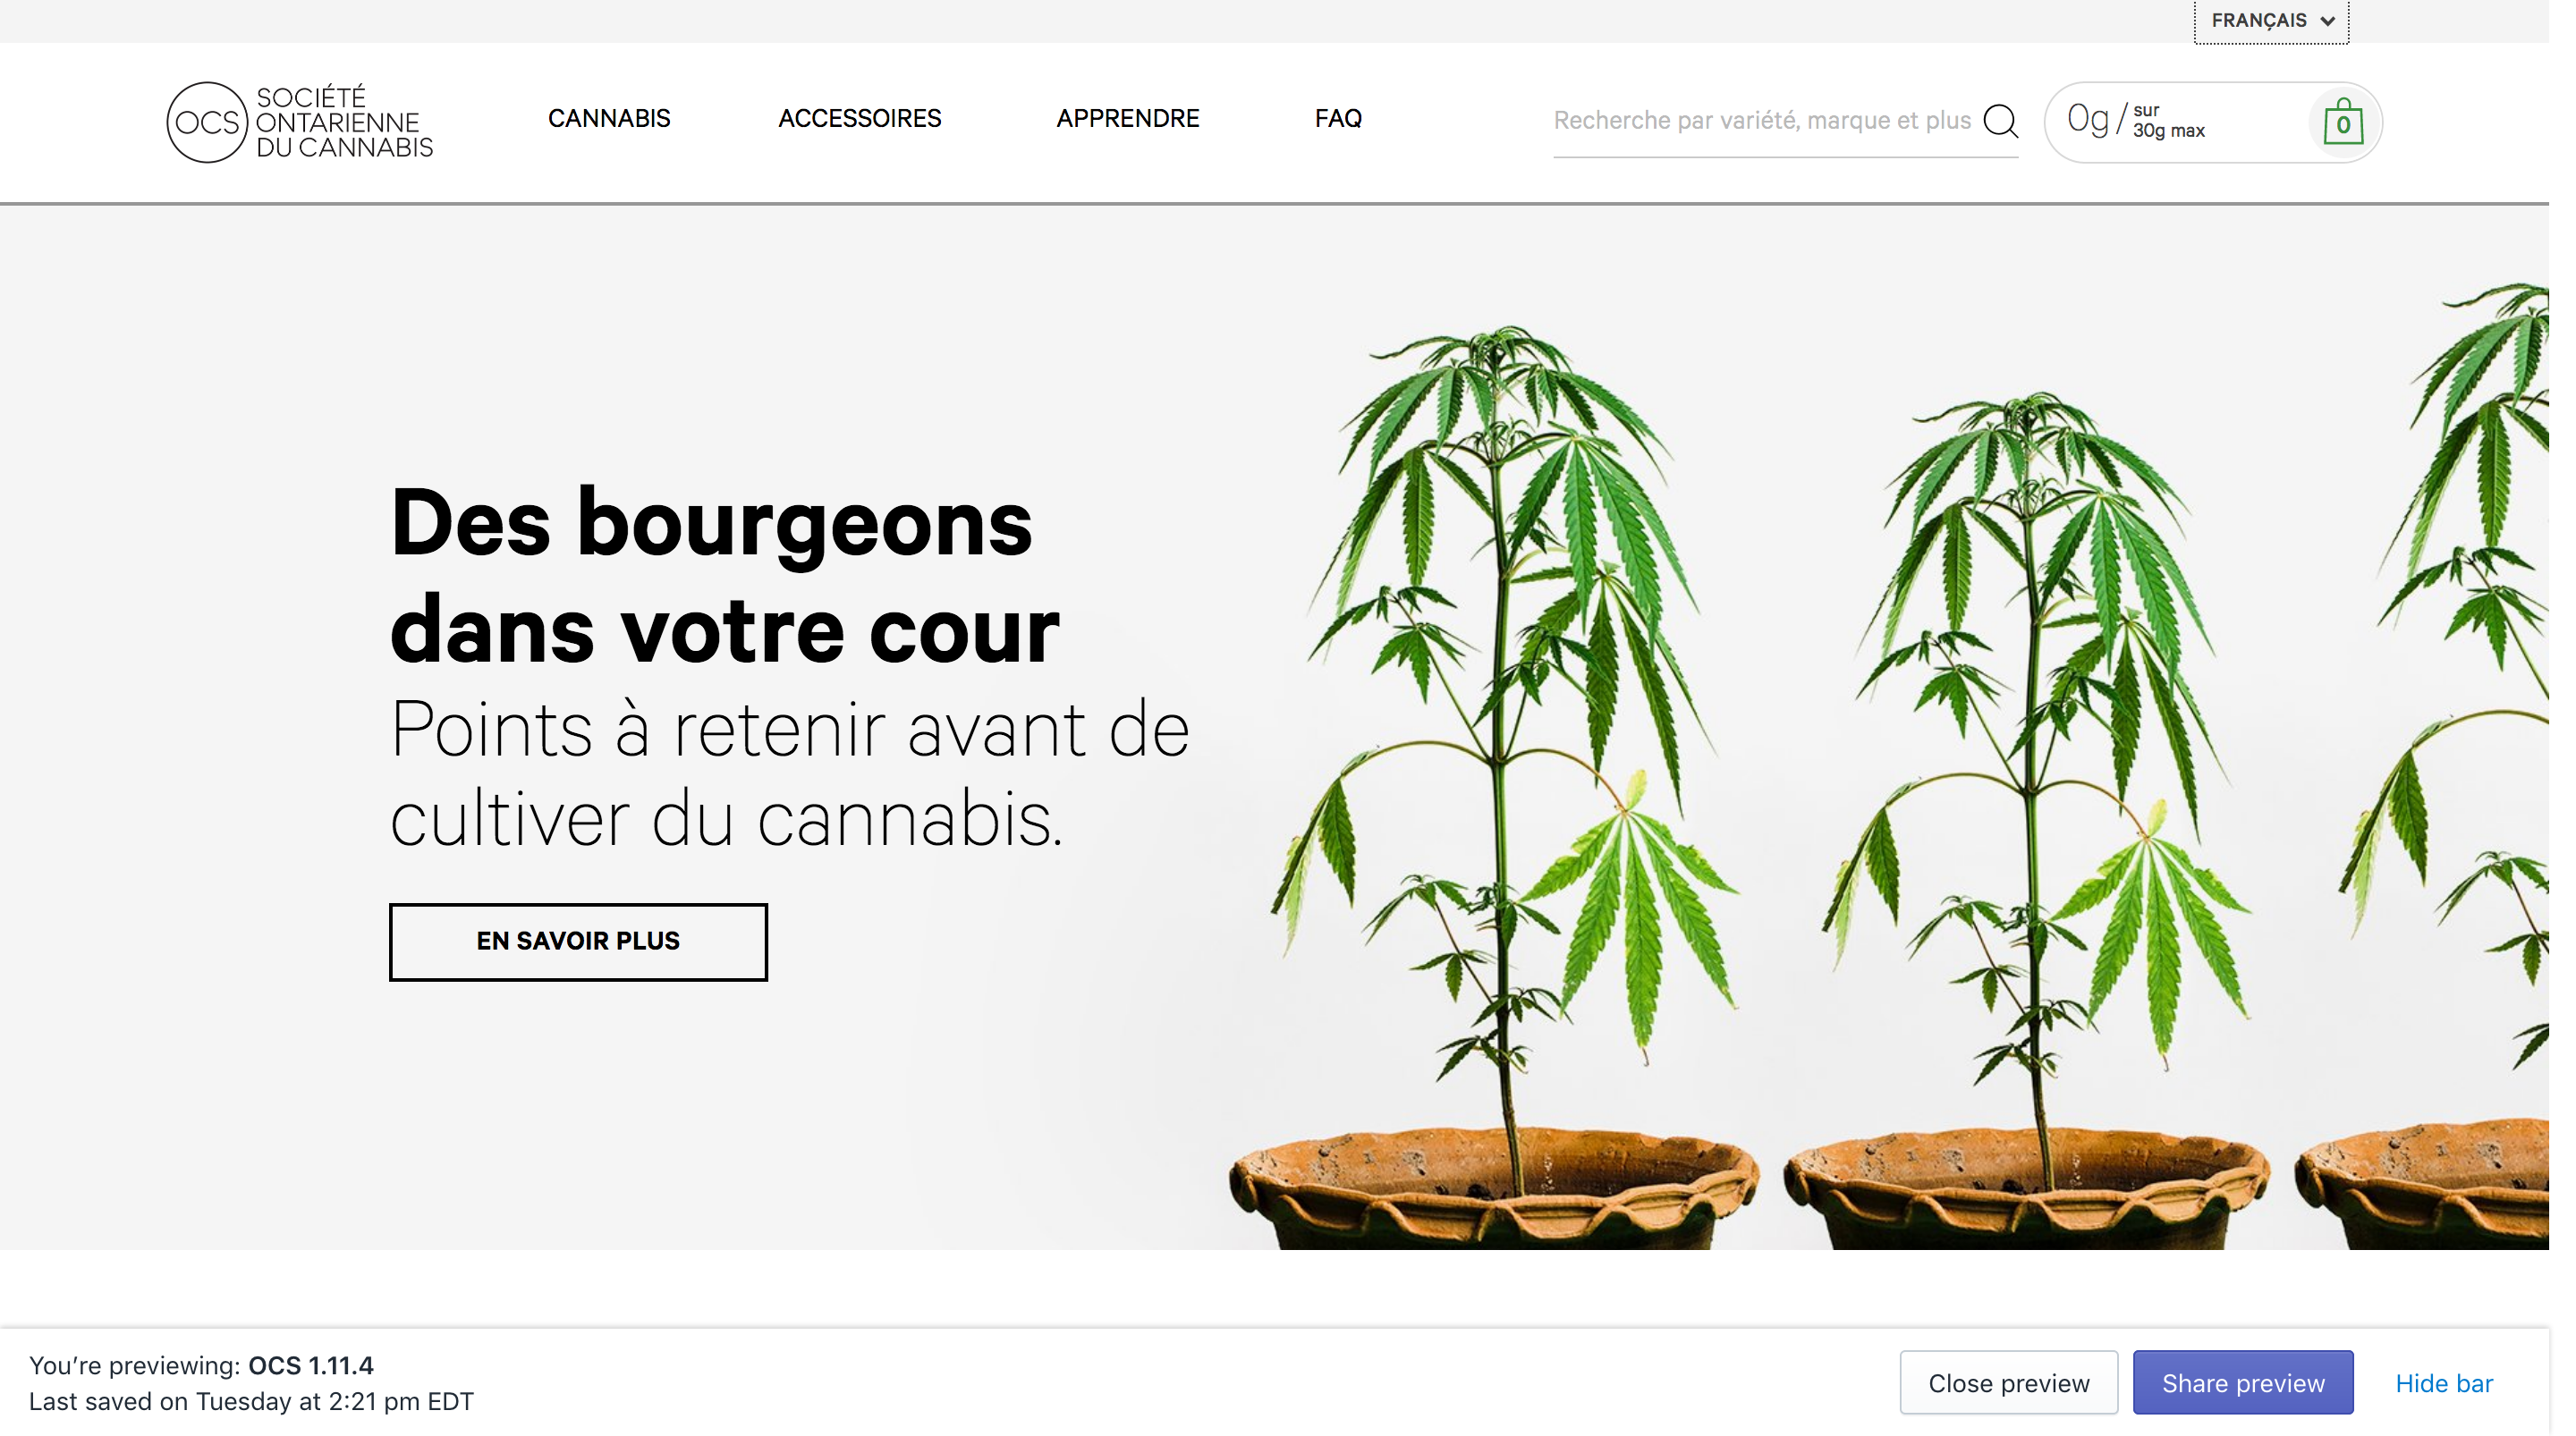 FRANÇAIS
OCS
SOCIÉTÉ
ONTARIENNE
DU CANNABIS
CANNABIS
ACCESSOIRES
APPRENDRE
FAQ
Recherche par variété, marque et plus
0g / sur
30g max
0
Des bourgeons
dans votre cour
Points à retenir avant de
cultiver du cannabis.
EN SAVOIR PLUS
You’re previewing: OCS 1.11.4
Last saved on Tuesday at 2:21 pm EDT
Close preview
Share preview
Hide bar